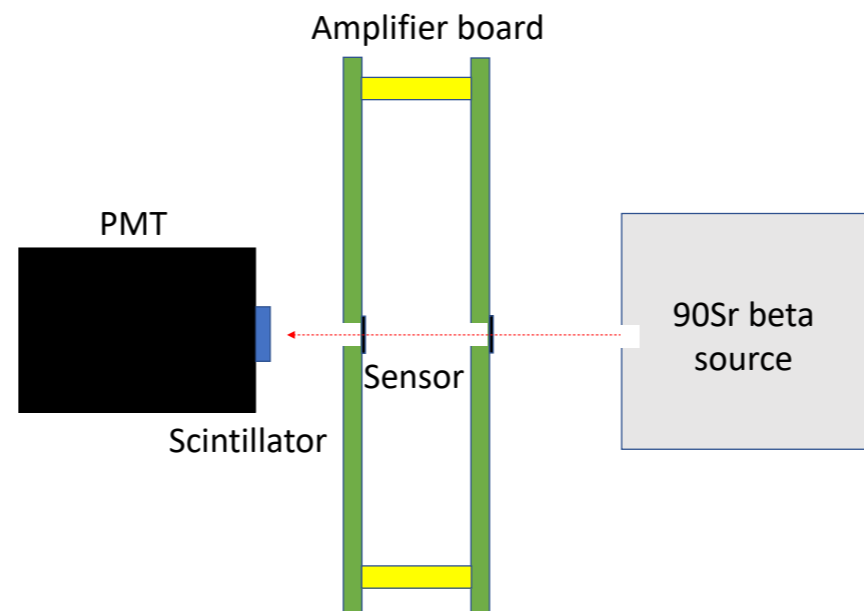 Amplifier board
PMT
90Sr beta
source
Sensor
Scintillator